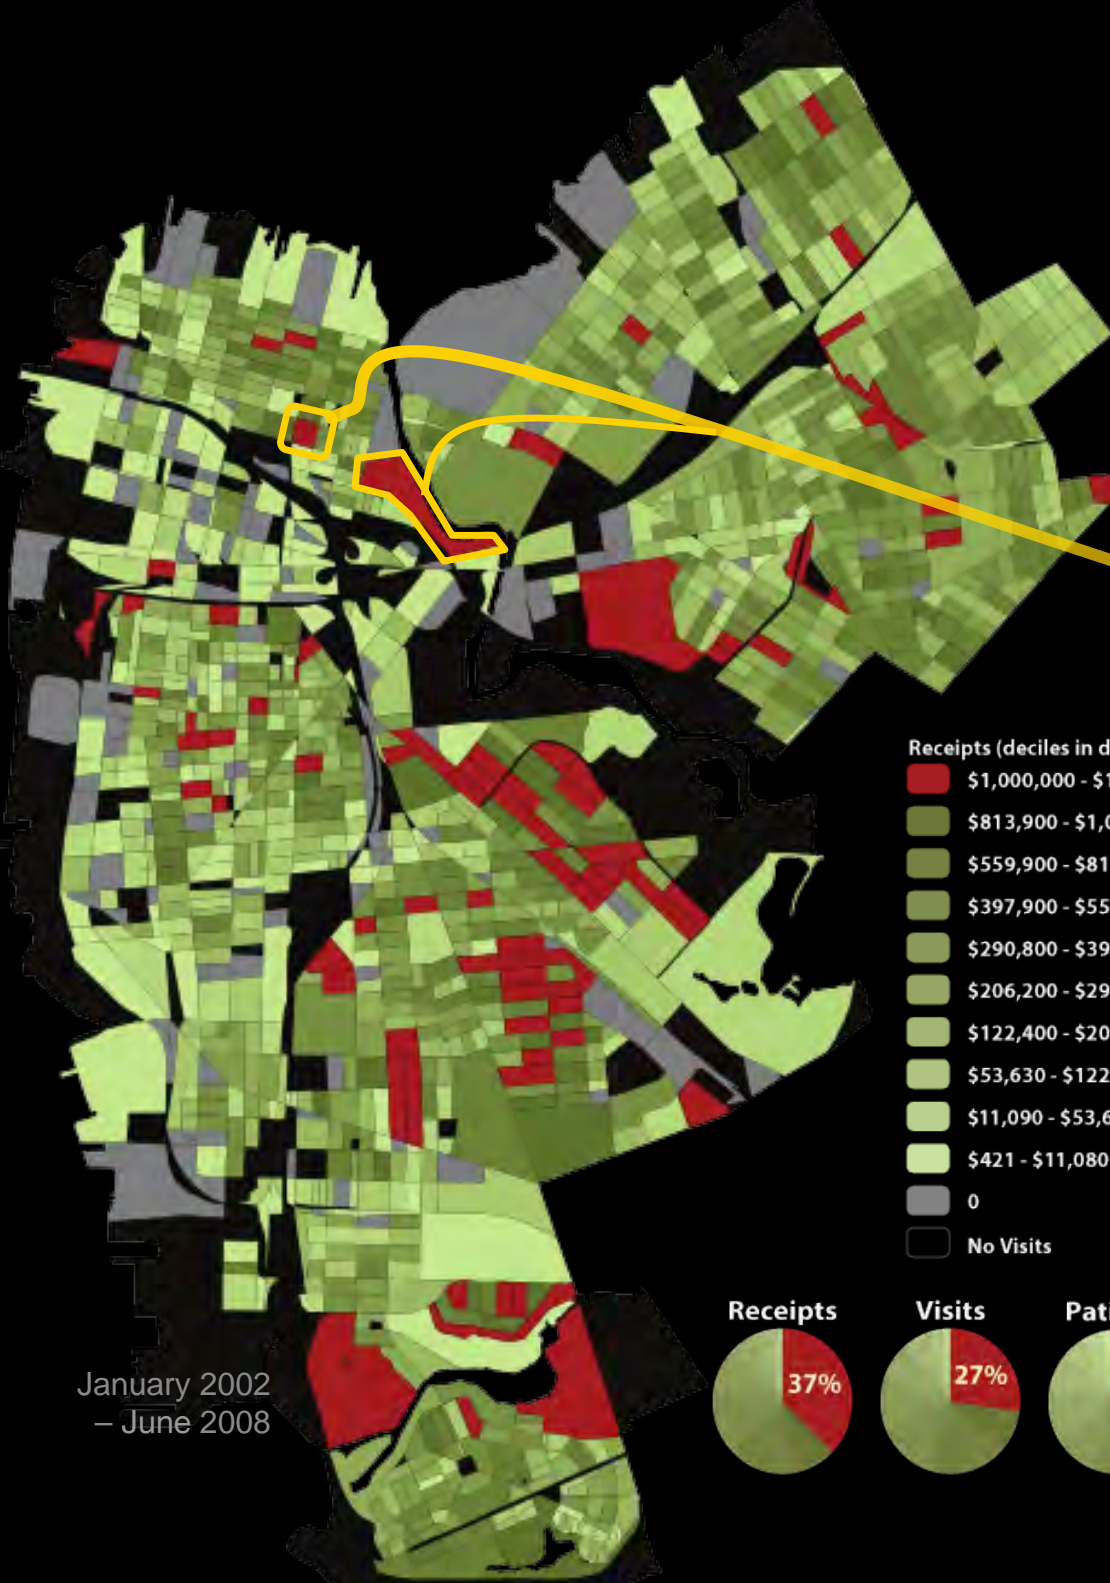 Receipts (deciles in d
$1,000,000 - $1
$813,900 - $1,0
$559,900 - $81
$397,900 - $55
$290,800 - $39
$206,200 - $29
$122,400 - $20
$53,630 - $122
$11,090 - $53,6
$421 - $11,080
0
No Visits
Receipts Visits Pati
37% 27%
January 2002
– June 2008